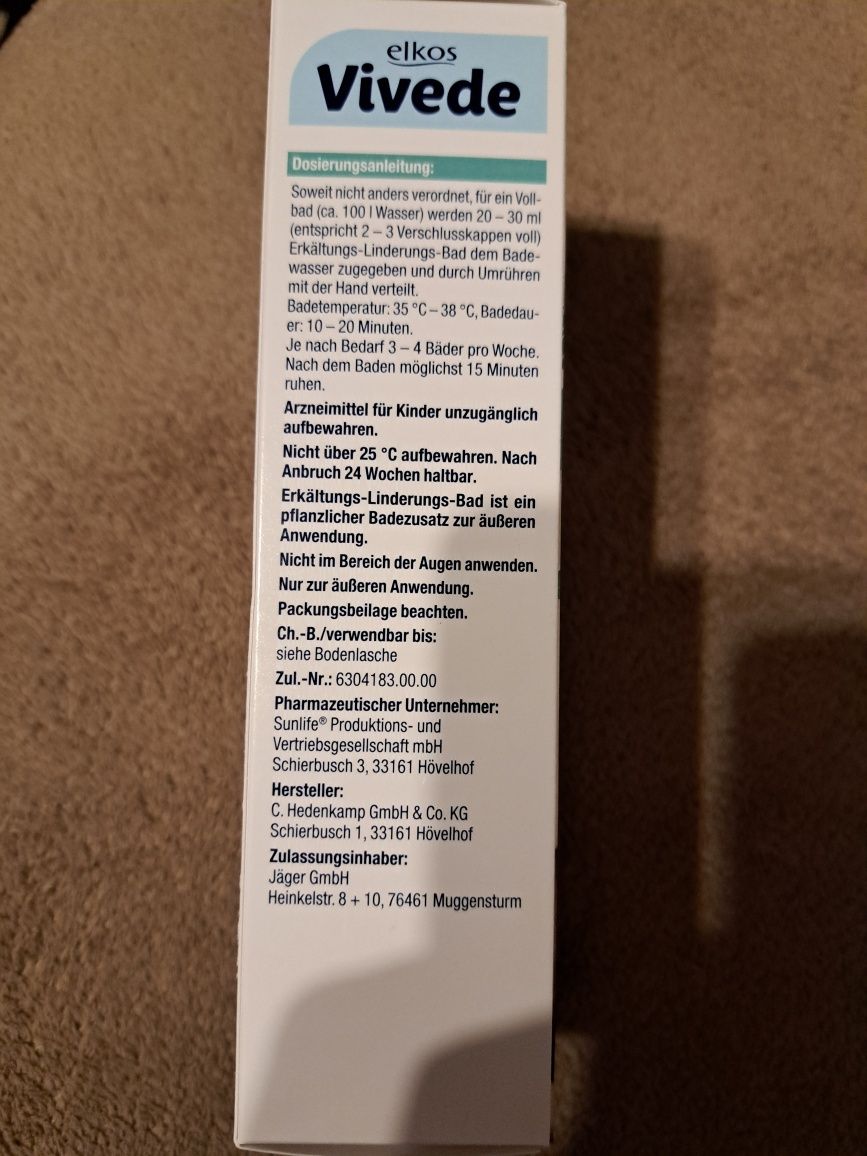 elkos
Vivede
Dosierungsanleitung:
Soweit nicht anders verordnet, für ein Voll-
bad (ca. 100 l Wasser) werden 20 – 30 ml
(entspricht 2 – 3 Verschlusskappen voll)
Erkältungs-Linderungs-Bad dem Bade-
wasser zugegeben und durch Umrühren
mit der Hand verteilt.
Badetemperatur: 35 °C – 38 °C, Badedau-
er: 10 – 20 Minuten.
Je nach Bedarf 3 – 4 Bäder pro Woche.
Nach dem Baden möglichst 15 Minuten
ruhen.
Arzneimittel für Kinder unzugänglich
aufbewahren.
Nicht über 25 °C aufbewahren. Nach
Anbruch 24 Wochen haltbar.
Erkältungs-Linderungs-Bad ist ein
pflanzlicher Badezusatz zur äußeren
Anwendung.
Nicht im Bereich der Augen anwenden.
Nur zur äußeren Anwendung.
Packungsbeilage beachten.
Ch.-B./verwendbar bis:
siehe Bodenlasche
Zul.-Nr.: 6304183.00.00
Pharmazeutischer Unternehmer:
Sunlife® Produktions- und
Vertriebsgesellschaft mbH
Schierbusch 3, 33161 Hövelhof
Hersteller:
C. Hedenkamp GmbH & Co. KG
Schierbusch 1, 33161 Hövelhof
Zulassungsinhaber:
Jäger GmbH
Heinkelstr. 8 + 10, 76461 Muggensturm